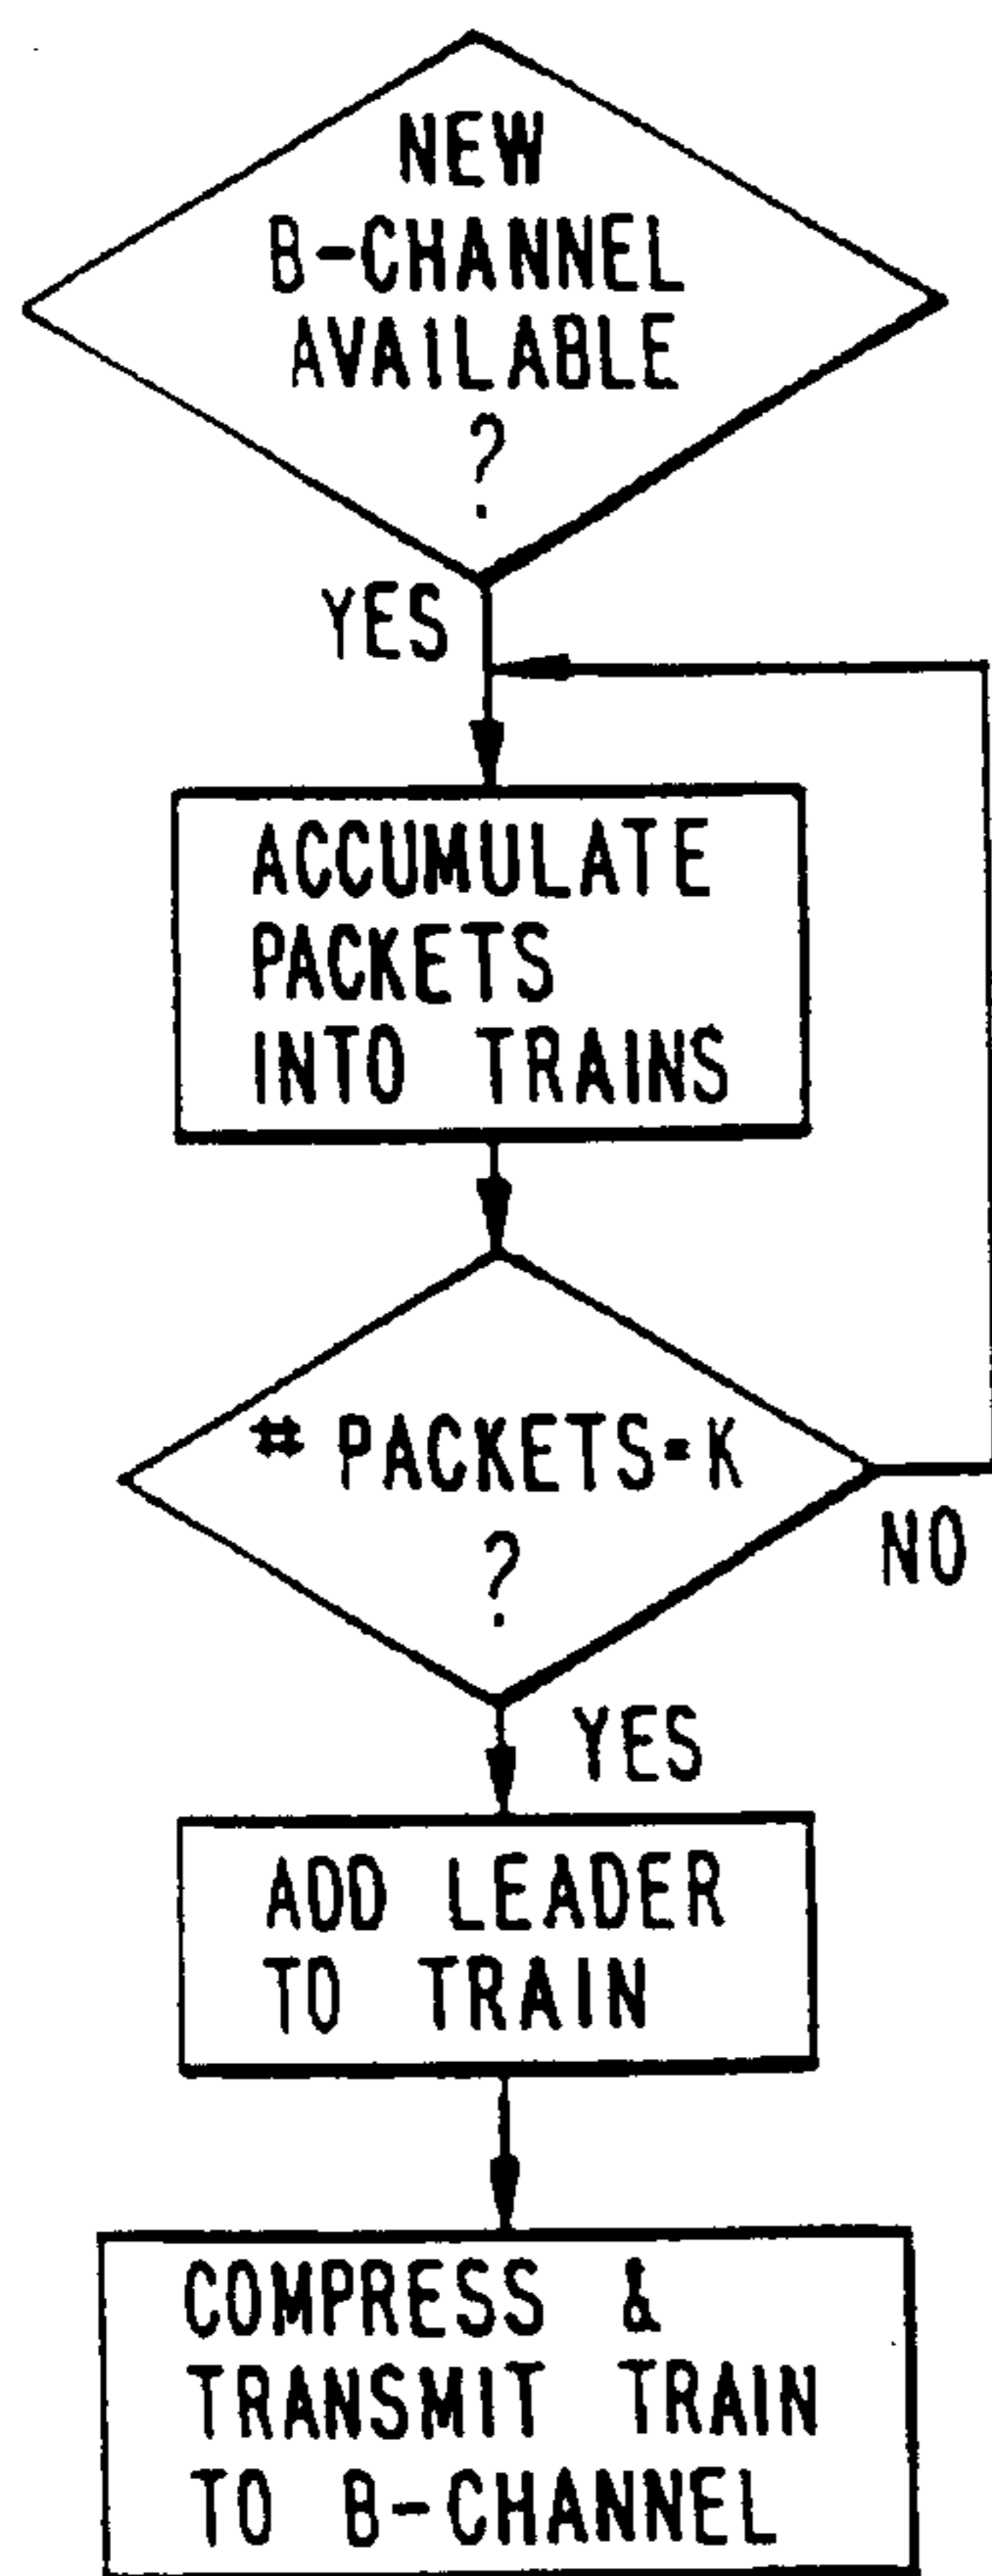 NEW
B-CHANNEL
AVAILABLE
?
YES
ACCUMULATE
PACKETS
INTO TRAINS
# PACKETS=K
?
NO
YES
ADD LEADER
TO TRAIN
COMPRESS &
TRANSMIT TRAIN
TO B-CHANNEL